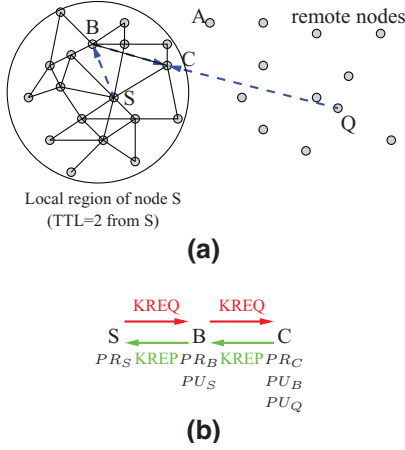 A
remote nodes
B
C
S
Q
Local region of node S
(TTL=2 from S)
(a)
KREQ KREQ
S B C
PR_S KREP PR_B KREP PR_C
PU_S PU_B
PU_Q
(b)